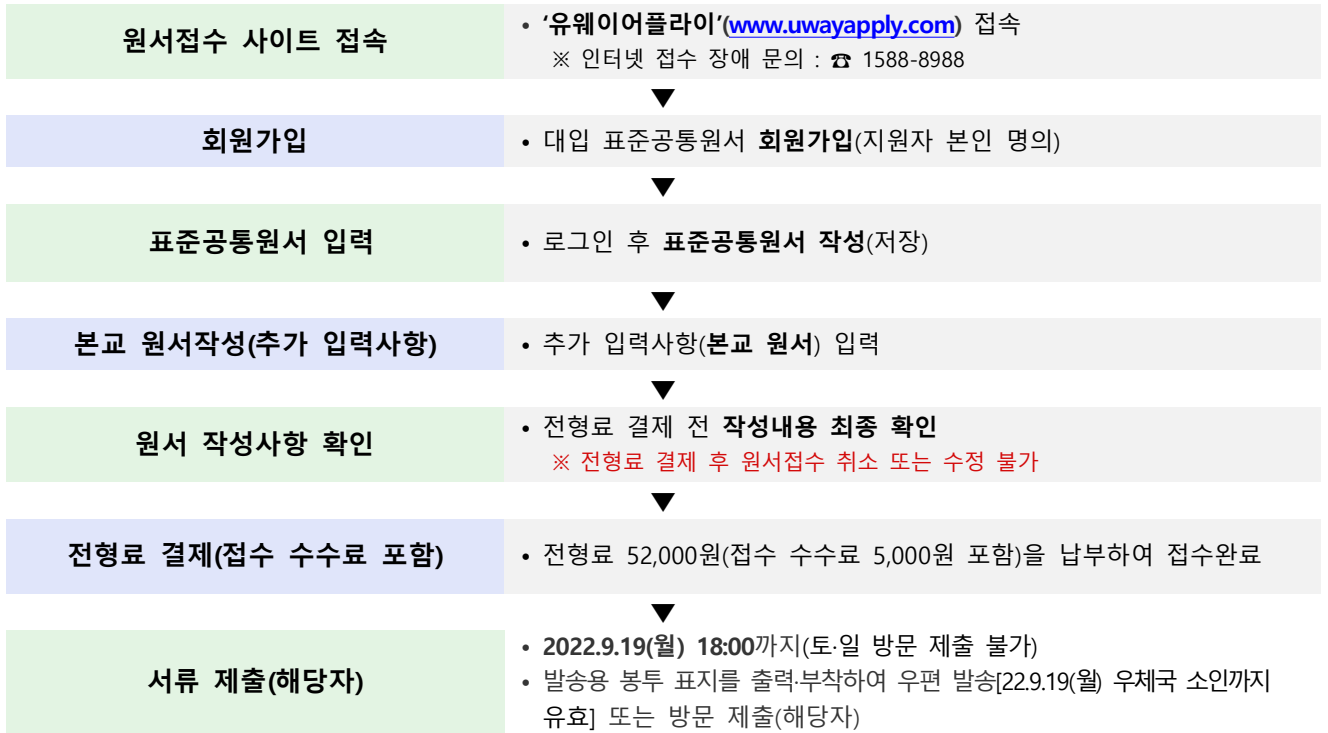 원서접수 사이트 접속
• ‘유웨이어플라이’(www.uwayapply.com) 접속
※ 인터넷 접수 장애 문의 : ☎ 1588-8988
▼
회원가입
• 대입 표준공통원서 회원가입(지원자 본인 명의)
▼
표준공통원서 입력
• 로그인 후 표준공통원서 작성(저장)
▼
본교 원서작성(추가 입력사항)
• 추가 입력사항(본교 원서) 입력
▼
원서 작성사항 확인
• 전형료 결제 전 작성내용 최종 확인
※ 전형료 결제 후 원서접수 취소 또는 수정 불가
▼
전형료 결제(접수 수수료 포함)
• 전형료 52,000원(접수 수수료 5,000원 포함)을 납부하여 접수완료
▼
서류 제출(해당자)
• 2022.9.19(월) 18:00까지(토·일 방문 제출 불가)
• 발송용 봉투 표지를 출력·부착하여 우편 발송[22.9.19(월) 우체국 소인까지
유효] 또는 방문 제출(해당자)